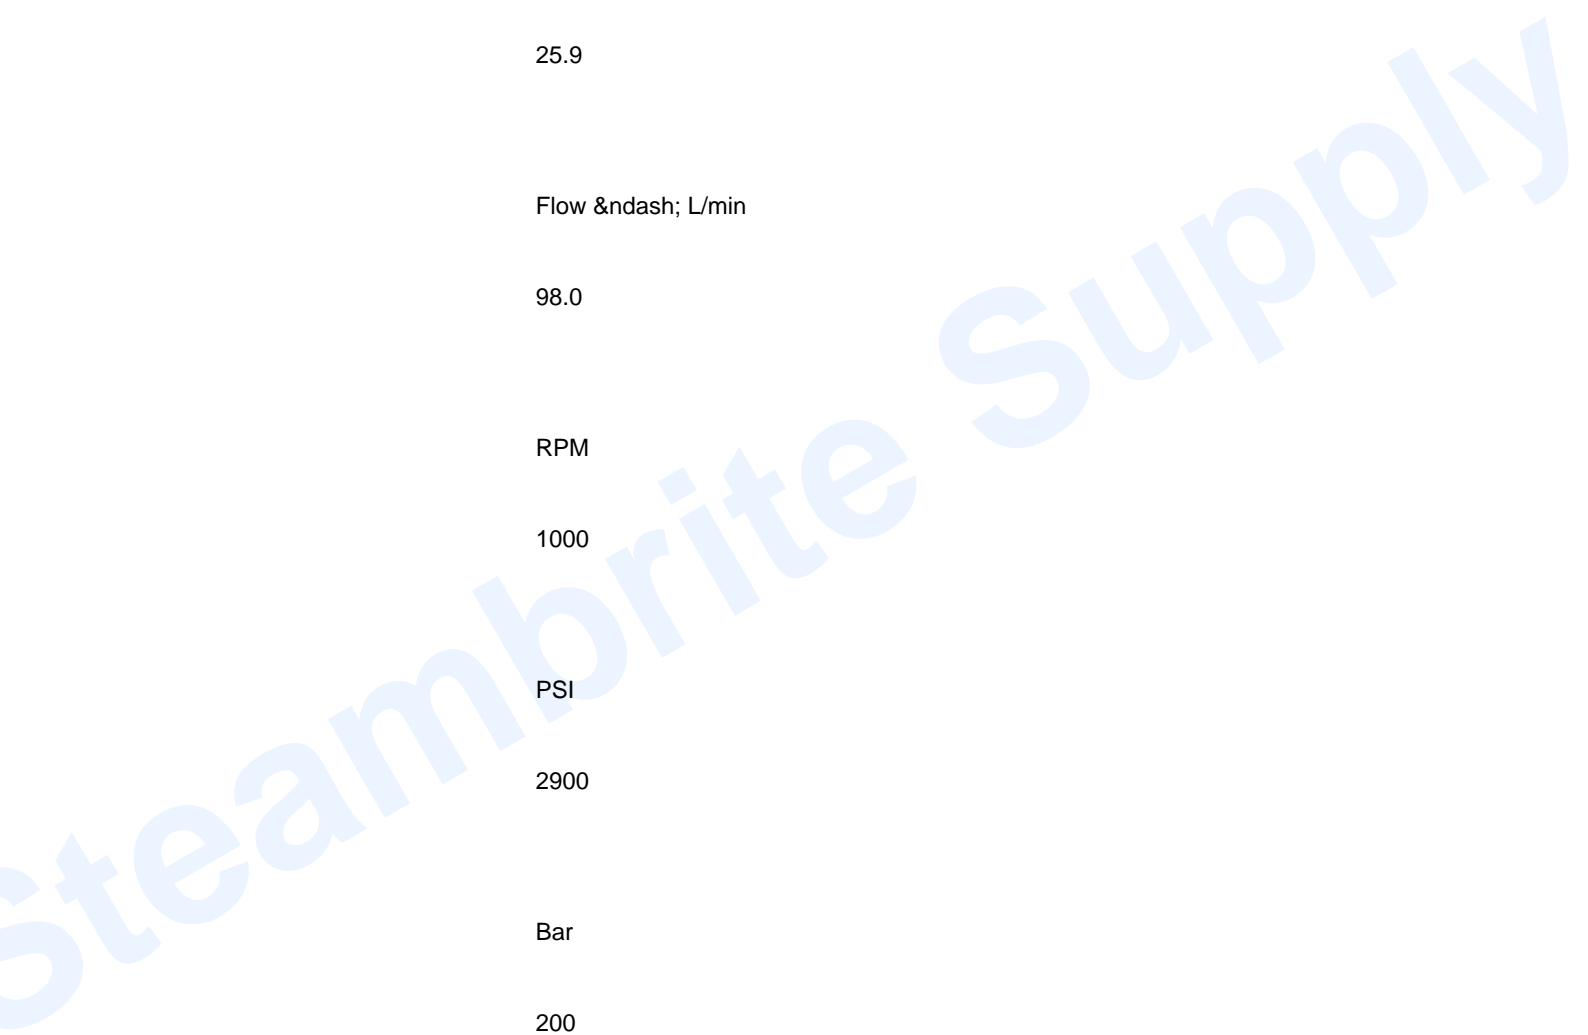 25.9
Flow &ndash; L/min
98.0
RPM
1000
PSI
2900
Bar
200
Steambrite Supply